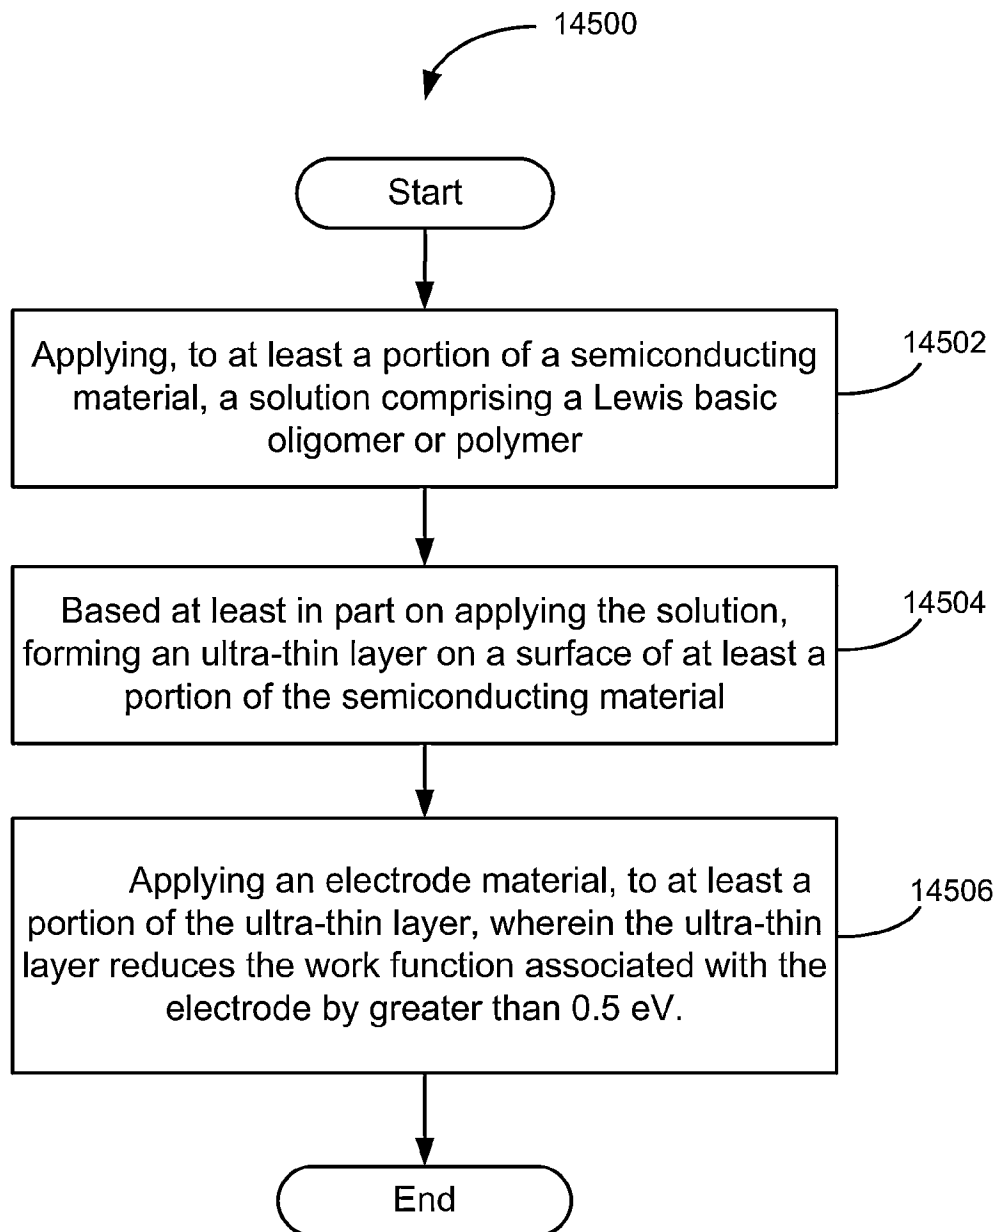 14500
Start
Applying, to at least a portion of a semiconducting
material, a solution comprising a Lewis basic
oligomer or polymer
14502
Based at least in part on applying the solution,
forming an ultra-thin layer on a surface of at least a
portion of the semiconducting material
14504
Applying an electrode material, to at least a
portion of the ultra-thin layer, wherein the ultra-thin
layer reduces the work function associated with the
electrode by greater than 0.5 eV.
14506
End